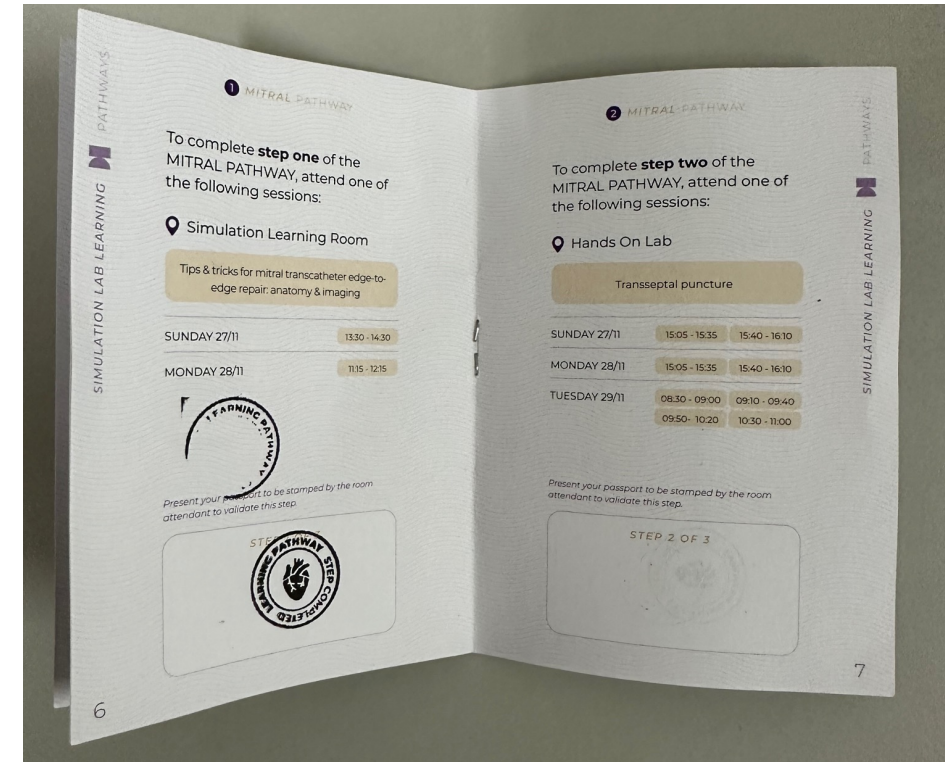 SIMULATION LAB LEARNING PATHWAYS
1 MITRAL PATHWAY
To complete step one of the
MITRAL PATHWAY, attend one of
the following sessions:
Simulation Learning Room
Tips & tricks for mitral transcatheter edge-to-
edge repair: anatomy & imaging
SUNDAY 27/11 13:30 - 14:30
MONDAY 28/11 11:15 - 12:15
LEARNING PATHWAY
Present your passport to be stamped by the room
attendant to validate this step.
STEP
LEARNING PATHWAY STEP COMPLETED
6
2 MITRAL PATHWAY
To complete step two of the
MITRAL PATHWAY, attend one of
the following sessions:
Hands On Lab
Transseptal puncture
SUNDAY 27/11 15:05 - 15:35 15:40 - 16:10
MONDAY 28/11 15:05 - 15:35 15:40 - 16:10
TUESDAY 29/11 08:30 - 09:00 09:10 - 09:40
09:50- 10:20 10:30 - 11:00
Present your passport to be stamped by the room
attendant to validate this step.
STEP 2 OF 3
SIMULATION LAB LEARNING PATHWAYS
7